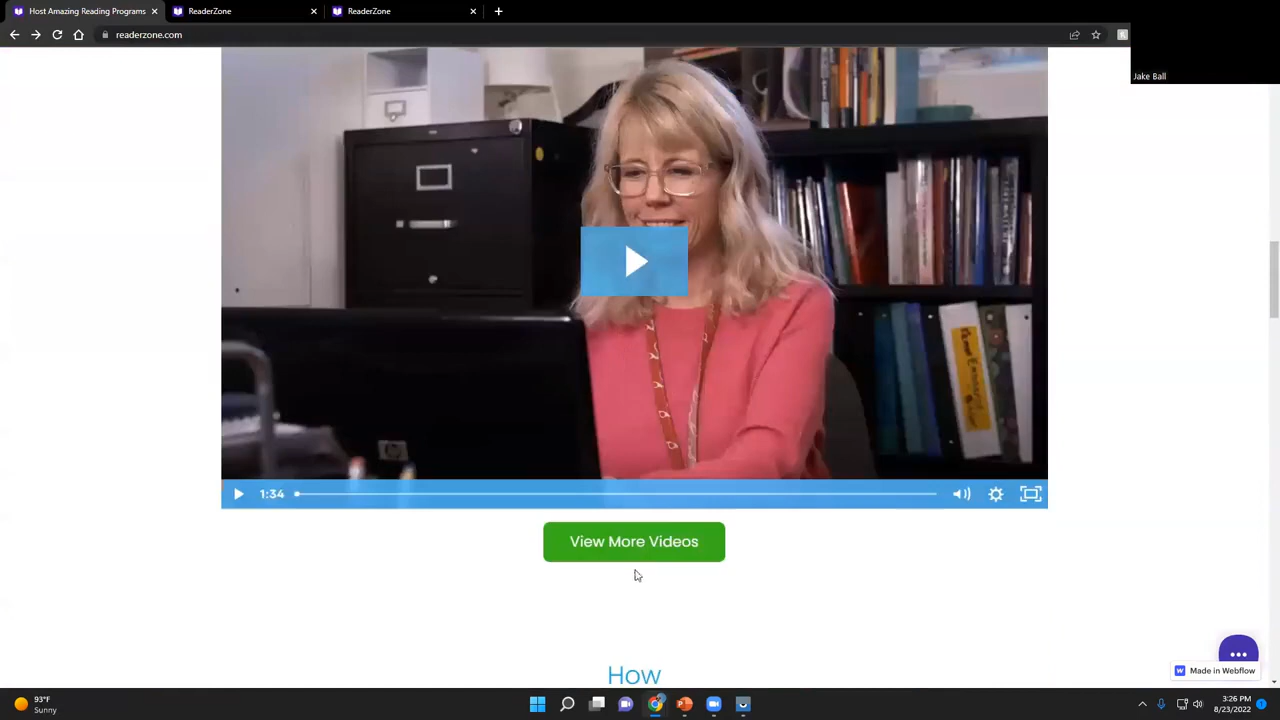 Host Amazing Reading Programs
ReaderZone
ReaderZone
readerzone.com
Jake Ball
1:34
View More Videos
How
Made in Webflow
93°F
Sunny
3:26 PM
8/23/2022